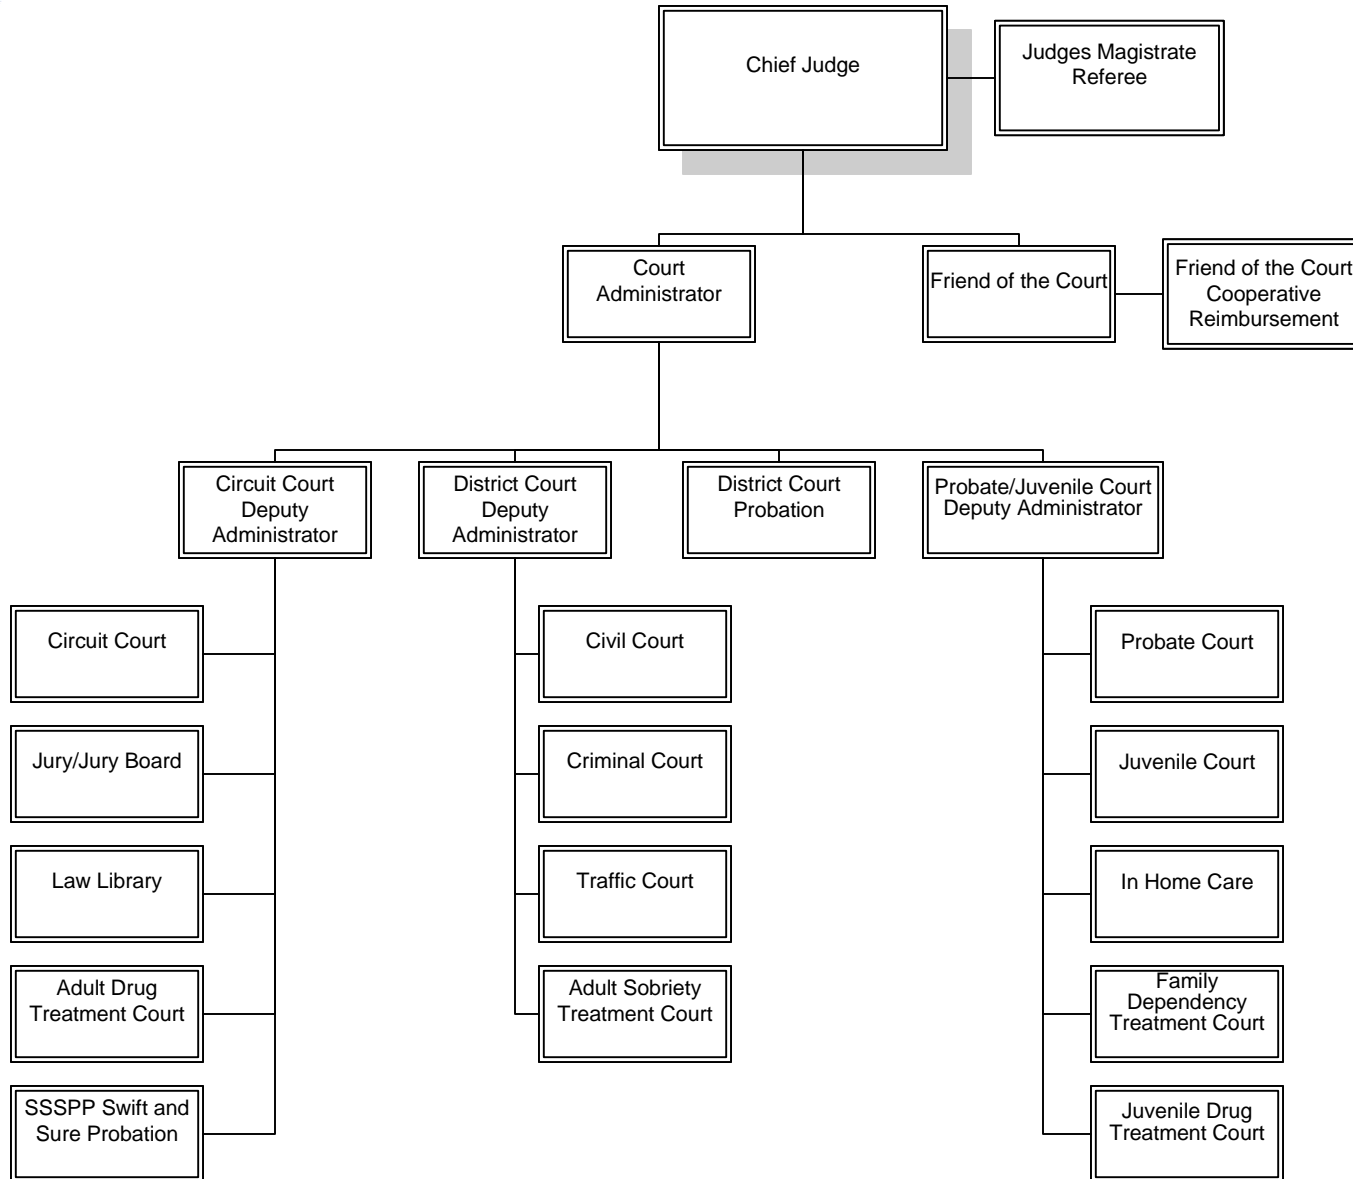 Chief Judge
Judges Magistrate
Referee
Court
Administrator
Friend of the Court
Friend of the Court
Cooperative
Reimbursement
Circuit Court
Deputy
Administrator
District Court
Deputy
Administrator
District Court
Probation
Probate/Juvenile Court
Deputy Administrator
Circuit Court
Civil Court
Probate Court
Jury/Jury Board
Criminal Court
Juvenile Court
Law Library
Traffic Court
In Home Care
Adult Drug
Treatment Court
Adult Sobriety
Treatment Court
Family
Dependency
Treatment Court
SSSPP Swift and
Sure Probation
Juvenile Drug
Treatment Court